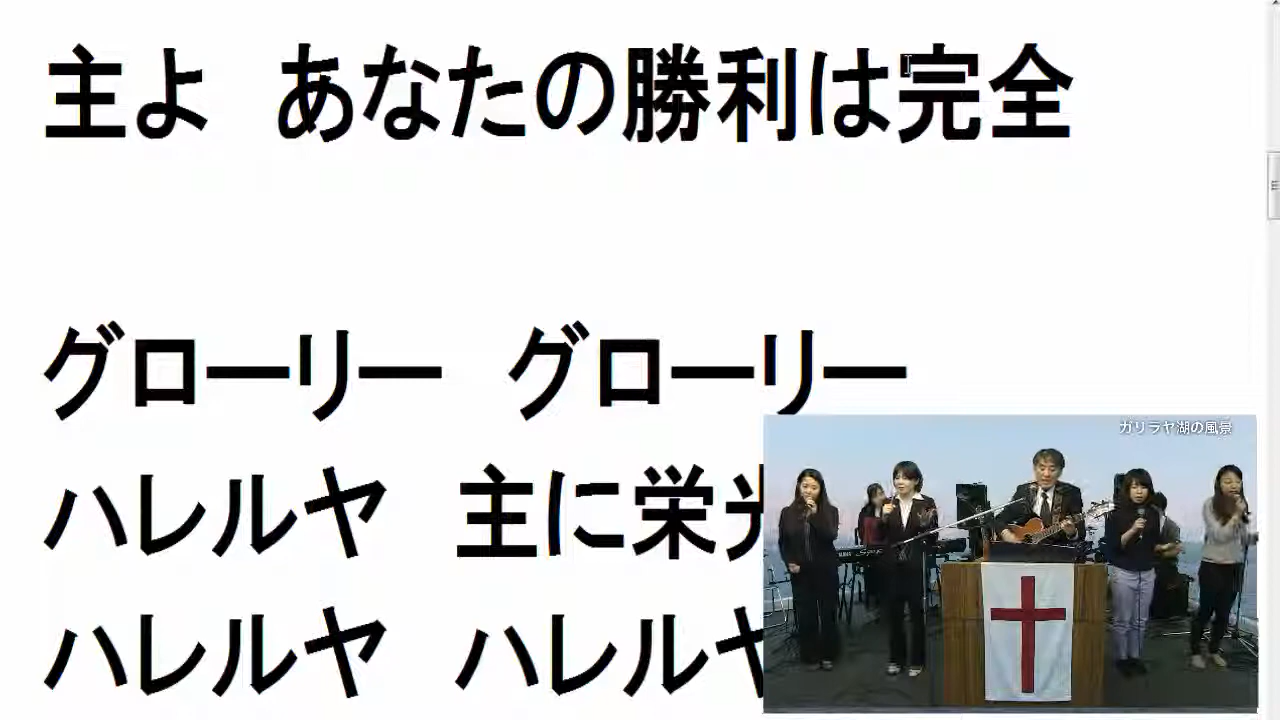 主よ　あなたの勝利は完全
グローリー　グローリー
ハレルヤ　主に栄光
ハレルヤ　ハレルヤ
ガリラヤ湖の風景